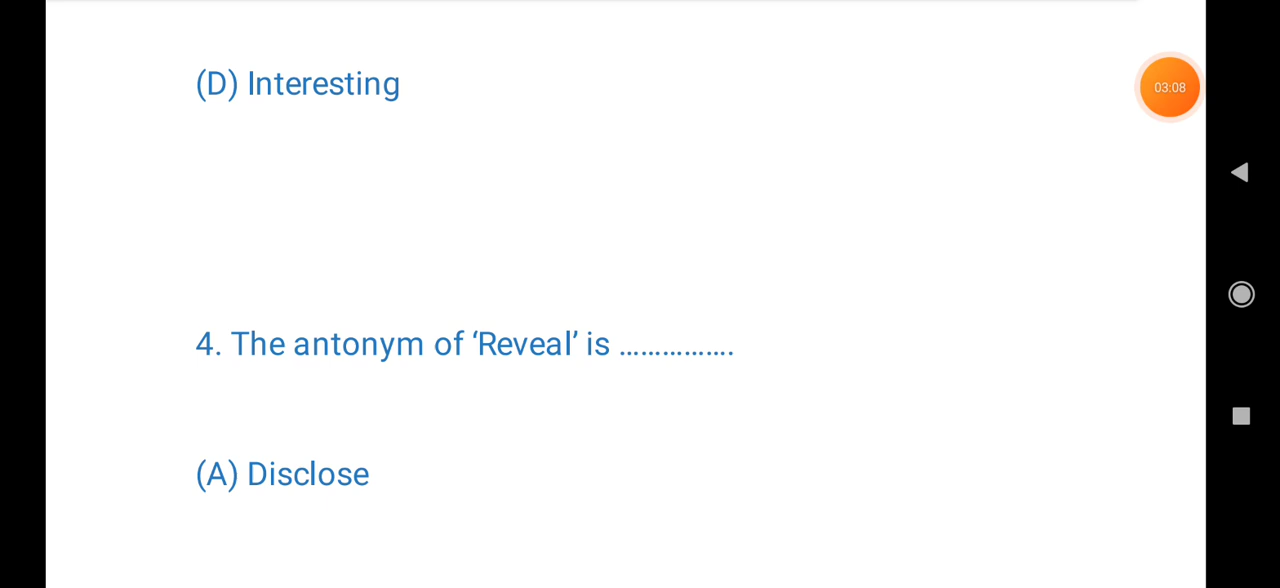 (D) Interesting
03:08
4. The antonym of ‘Reveal’ is ................
(A) Disclose